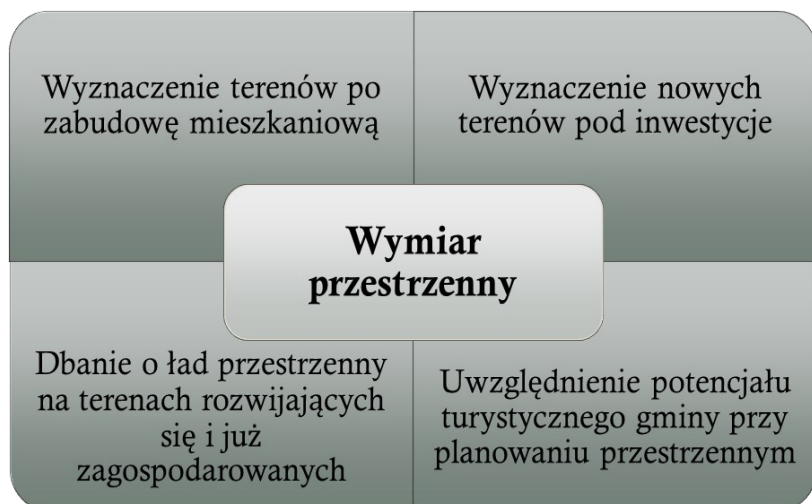 Wyznaczenie terenów po
zabudowę mieszkaniową
Wyznaczenie nowych
terenów pod inwestycje
Wymiar
przestrzenny
Dbanie o ład przestrzenny
na terenach rozwijających
się i już
zagospodarowanych
Uwzględnienie potencjału
turystycznego gminy przy
planowaniu przestrzennym